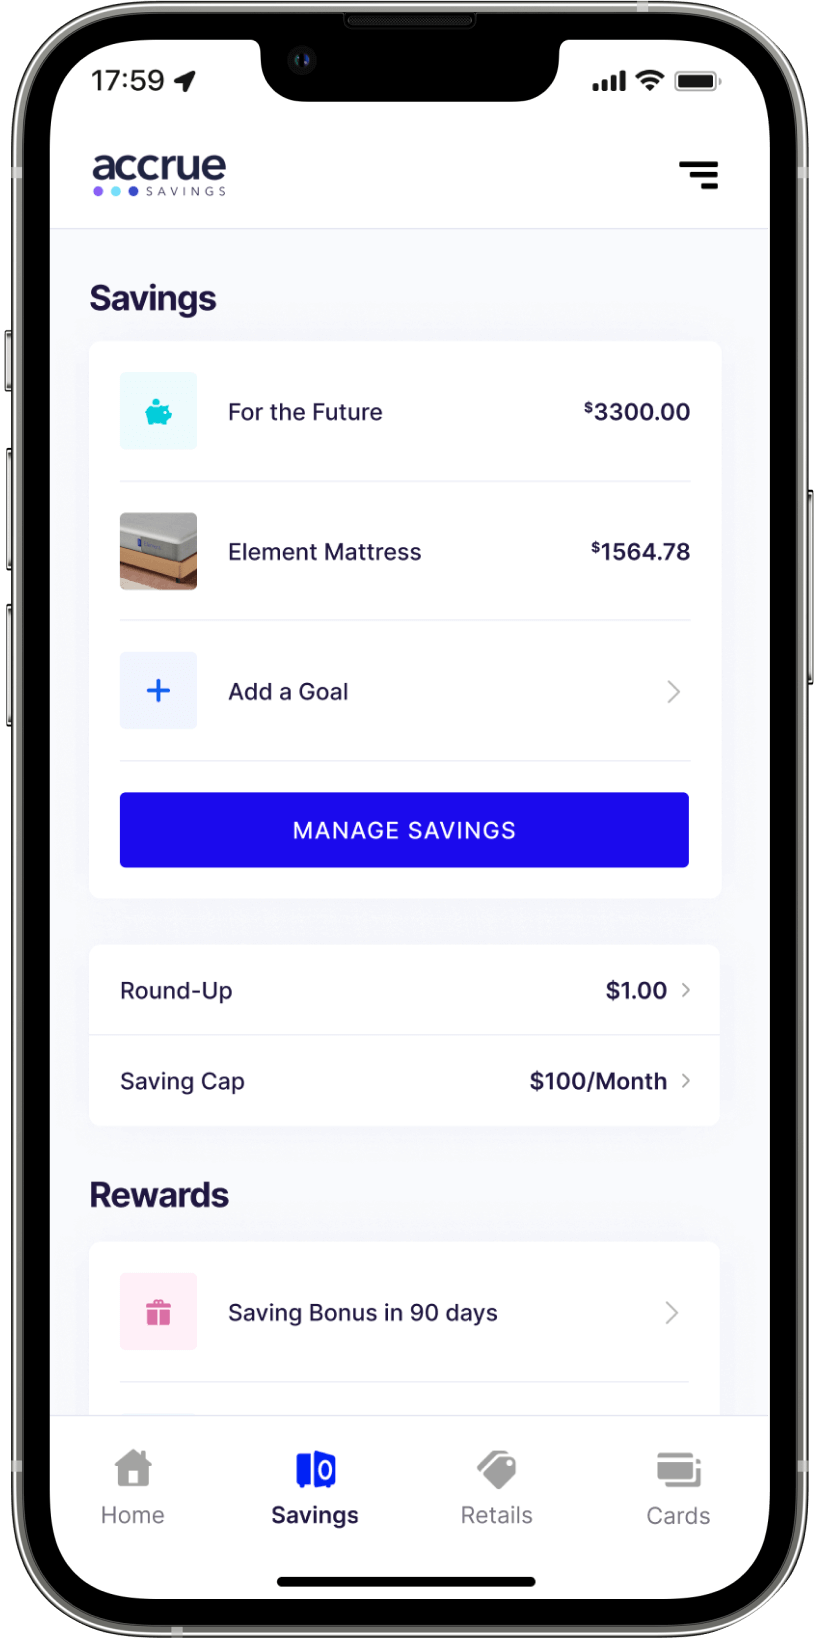 17:59
accrue
SAVINGS
Savings
For the Future $3300.00
Element Mattress $1564.78
Add a Goal
MANAGE SAVINGS
Round-Up $1.00
Saving Cap $100/Month
Rewards
Saving Bonus in 90 days
Home Savings Retails Cards